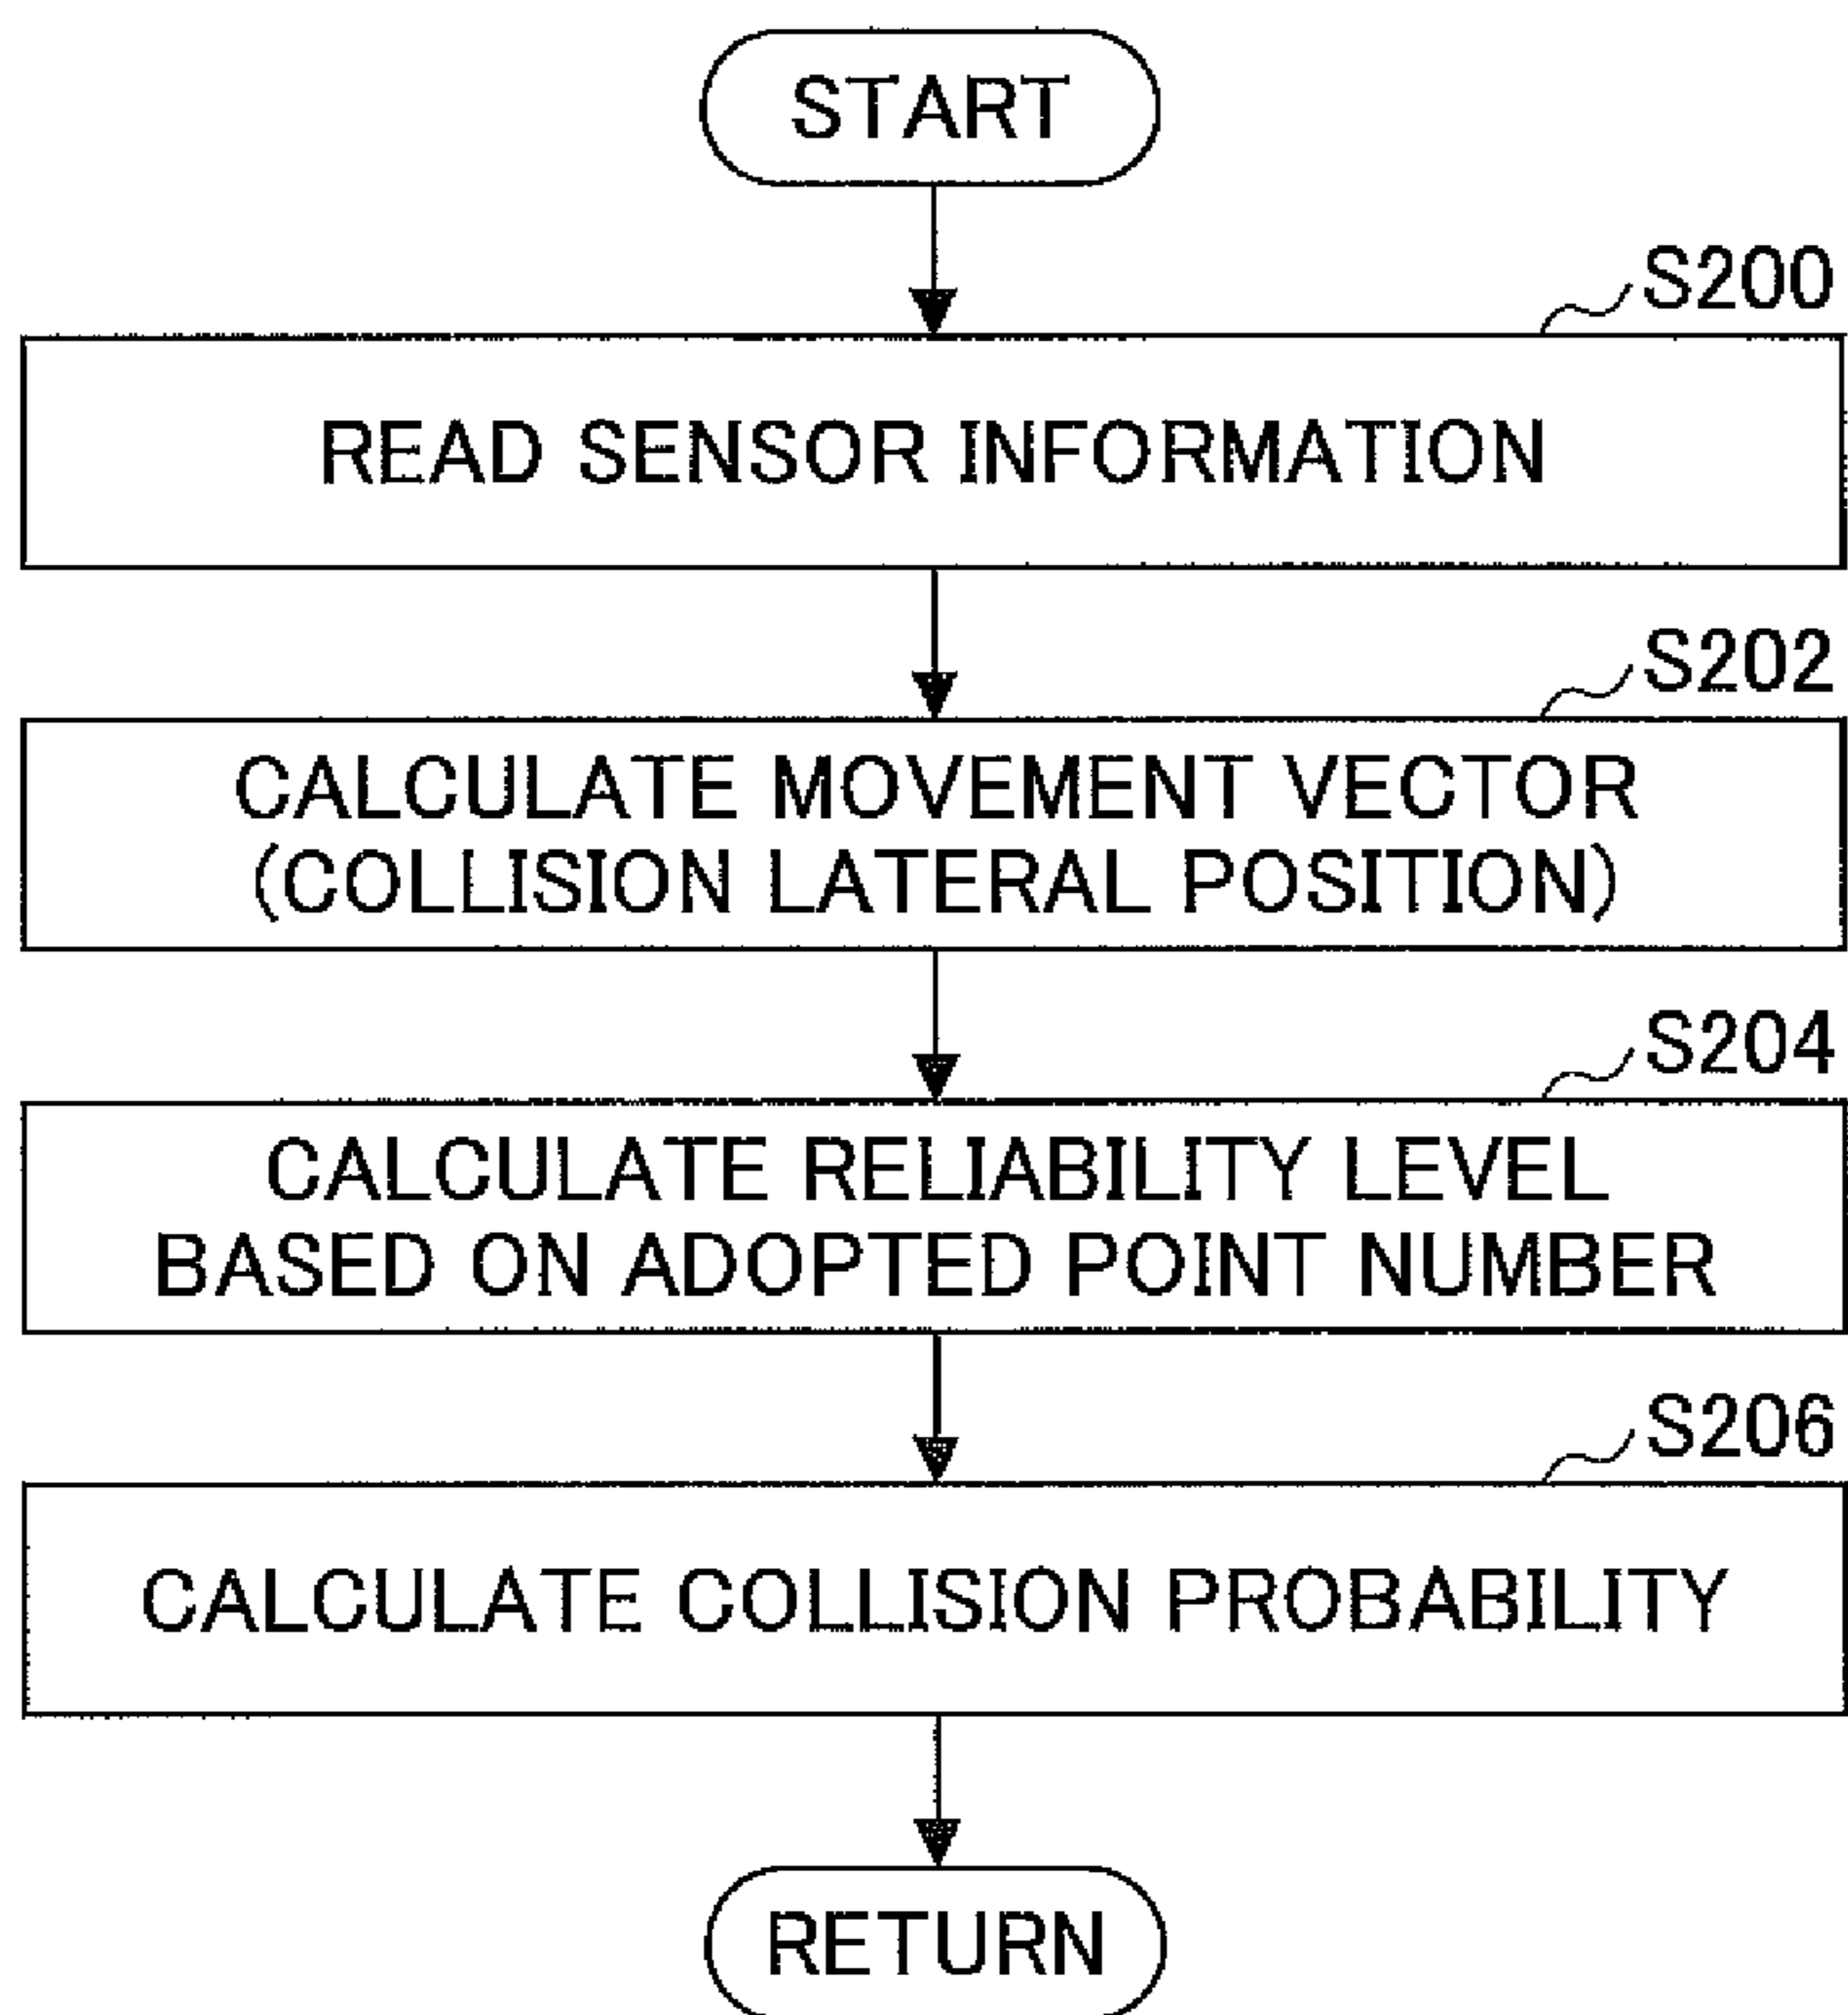 START
S200
READ SENSOR INFORMATION
S202
CALCULATE MOVEMENT VECTOR
(COLLISION LATERAL POSITION)
S204
CALCULATE RELIABILITY LEVEL
BASED ON ADOPTED POINT NUMBER
S206
CALCULATE COLLISION PROBABILITY
RETURN